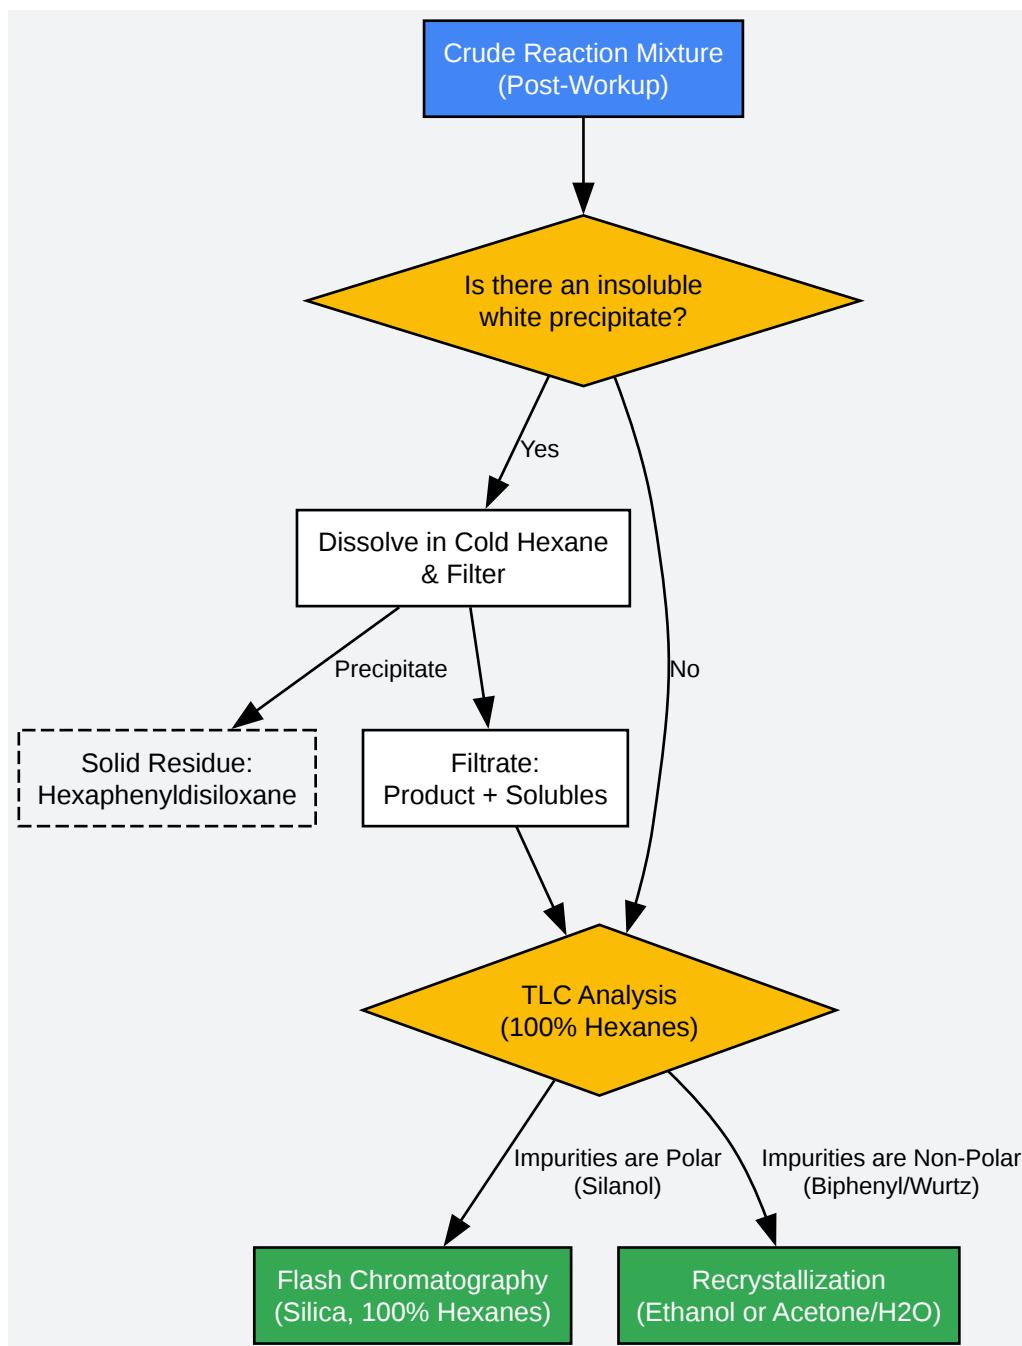 Crude Reaction Mixture
(Post-Workup)
Is there an insoluble
white precipitate?
Yes
Dissolve in Cold Hexane
& Filter
Precipitate
No
Solid Residue:
Hexaphenyldisiloxane
Filtrate:
Product + Solubles
TLC Analysis
(100% Hexanes)
Impurities are Polar
(Silanol)
Impurities are Non-Polar
(Biphenyl/Wurtz)
Flash Chromatography
(Silica, 100% Hexanes)
Recrystallization
(Ethanol or Acetone/H2O)